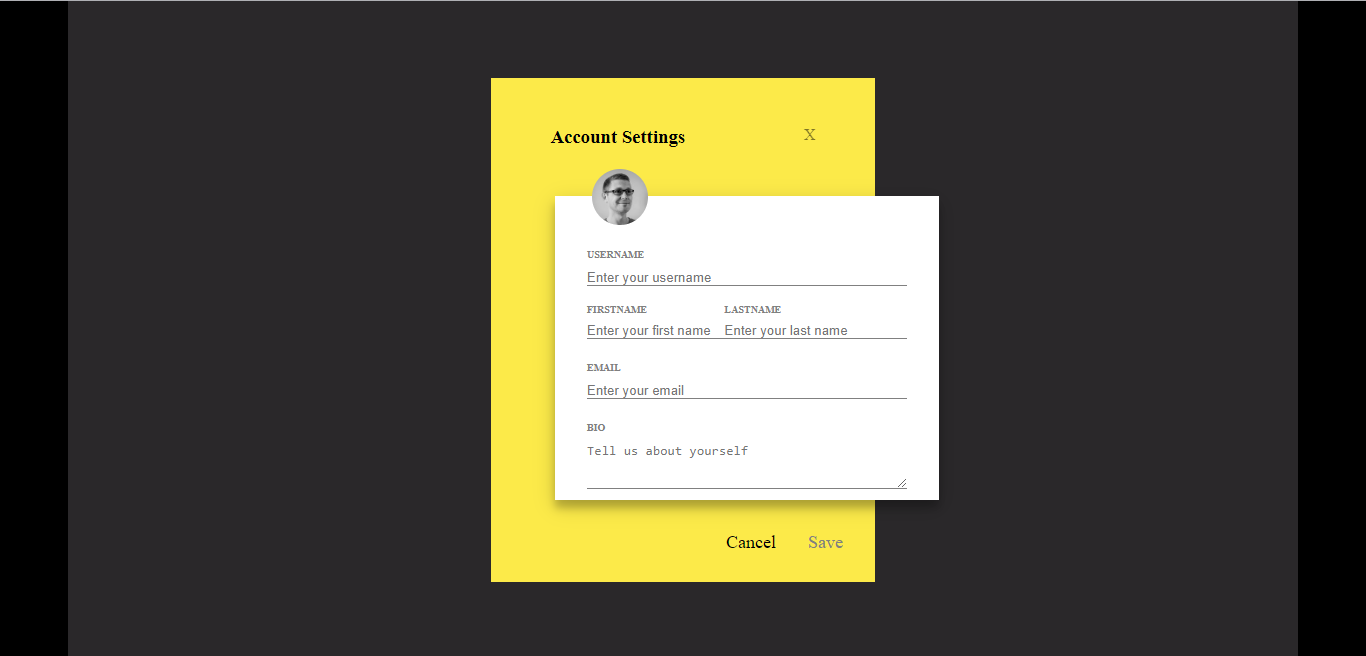 Account Settings X
USERNAME
Enter your username
FIRSTNAME LASTNAME
Enter your first name Enter your last name
EMAIL
Enter your email
BIO
Tell us about yourself
Cancel Save